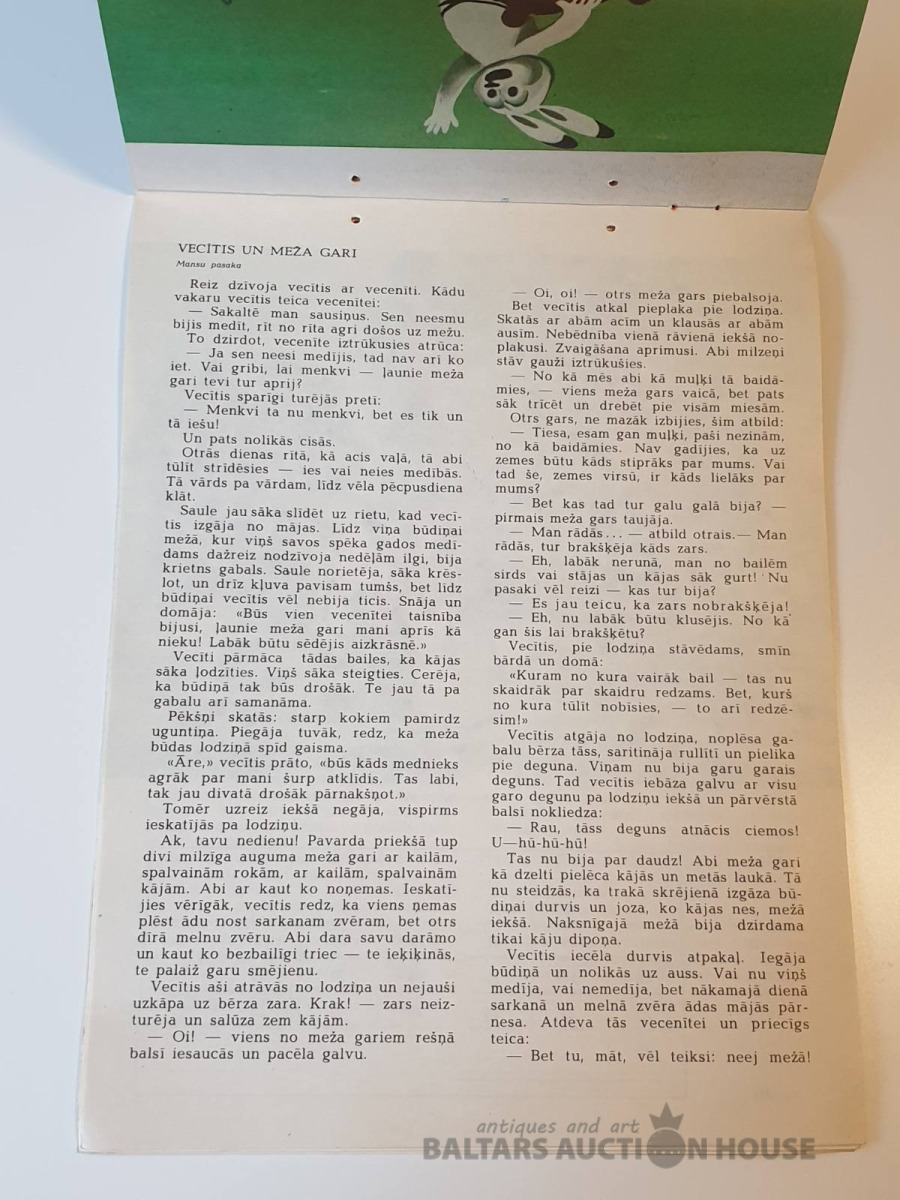 VECĪTIS UN MEŽA GARI
Mansu pasaka
Reiz dzīvoja vecītis ar vecenīti. Kādu
vakaru vecītis teica vecenītei:
— Sakaltē man sausiņus. Sen neesmu
bijis medīt, rīt no rīta agri došos uz mežu.
To dzirdot, vecenīte iztrūkusies atrūca:
— Ja sen neesi medījis, tad nav arī ko
iet. Vai gribi, lai menkvi — ļaunie meža
gari tevi tur aprij?
Vecītis sparīgi turējās pretī:
— Menkvi ta nu menkvi, bet es tik un
tā iešu!
Un pats nolikās cisās.
Otrās dienas rītā, kā acis vaļā, tā abi
tūlīt strīdēsies — ies vai neies medībās.
Tā vārds pa vārdam, līdz vēla pēcpusdiena
klāt.
Saule jau sāka slīdēt uz rietu, kad vecī-
tis izgāja no mājas. Līdz viņa būdiņai
mežā, kur viņš savos spēka gados medī-
dams dažreiz nodzīvoja nedēļām ilgi, bija
krietns gabals. Saule norietēja, sāka krēs-
lot, un drīz kļuva pavisam tumšs, bet līdz
būdiņai vecītis vēl nebija ticis. Snāja un
domāja: «Būs vien vecenītei taisnība
bijusi, ļaunie meža gari mani aprīs kā
nieku! Labāk būtu sēdējis aizkrāsnē.»
Vecīti pārmāca tādas bailes, ka kājas
sāka ļodzīties. Viņš sāka steigties. Cerēja,
ka būdiņā tak būs drošāk. Te jau tā pa
gabalu arī samanāma.
Pēkšņi skatās: starp kokiem pamirdz
uguntiņa. Piegāja tuvāk, redz, ka meža
būdas lodziņā spīd gaisma.
«Āre,» vecītis prāto, «būs kāds mednieks
agrāk par mani šurp atklīdis. Tas labi,
tak jau divatā drošāk pārnakšņot.»
Tomēr uzreiz iekšā negāja, vispirms
ieskatījās pa lodziņu.
Ak, tavu nedienu! Pavarda priekšā tup
divi milzīga auguma meža gari ar kailām,
spalvainām rokām, ar kailām, spalvainām
kājām. Abi ar kaut ko noņemas. Ieskatī-
jies vērīgāk, vecītis redz, ka viens ņemas
plēst ādu nost sarkanam zvēram, bet otrs
dīrā melnu zvēru. Abi dara savu darāmo
un kaut ko bezbailīgi triec — te ieķiķinās,
te palaiž garu smējienu.
Vecītis aši atrāvās no lodziņa un nejauši
uzkāpa uz bērza zara. Krak! — zars neiz-
turēja un salūza zem kājām.
— Oi! — viens no meža gariem rešņā
balsī iesaucās un pacēla galvu.
— Oi, oi! — otrs meža gars piebalsoja.
Bet vecītis atkal pieplaka pie lodziņa.
Skatās ar abām acīm un klausās ar abām
ausīm. Nebēdnība vienā rāvienā iekšā no-
plakusi. Zvaigāšana aprimusi. Abi milzeņi
stāv gauži iztrūkušies.
— No kā mēs abi kā muļķi tā baidā-
mies, — viens meža gars vaicā, bet pats
sāk trīcēt un drebēt pie visām miesām.
Otrs gars, ne mazāk izbijies, šim atbild:
— Tiesa, esam gan muļķi, paši nezinām,
no kā baidāmies. Nav gadījies, ka uz
zemes būtu kāds stiprāks par mums. Vai
tad še, zemes virsū, ir kāds lielāks par
mums?
— Bet kas tad tur galu galā bija? —
pirmais meža gars taujāja.
— Man rādās... — atbild otrais. — Man
rādās, tur brakšķēja kāds zars.
— Eh, labāk nerunā, man no bailēm
sirds vai stājas un kājas sāk gurt! Nu
pasaki vēl reizi — kas tur bija?
— Es jau teicu, ka zars nobrakšķēja!
— Eh, nu labāk būtu klusējis. No kā
gan šis lai brakšķētu?
Vecītis, pie lodziņa stāvēdams, smīn
bārdā un domā:
«Kuram no kura vairāk bail — tas nu
skaidrāk par skaidru redzams. Bet, kurš
no kura tūlīt nobīsies, — to arī redzē-
sim!»
Vecītis atgāja no lodziņa, noplēsa ga-
balu bērza tāss, saritināja rullītī un pielika
pie deguna. Viņam nu bija garu garais
deguns. Tad vecītis iebāza galvu ar visu
garo degunu pa lodziņu iekšā un pārvērstā
balsī nokliedza:
— Rau, tāss deguns atnācis ciemos!
U—hū-hū-hū!
Tas nu bija par daudz! Abi meža gari
kā dzelti pielēca kājās un metās laukā. Tā
nu steidzās, ka trakā skrējienā izgāza bū-
diņai durvis un joza, ko kājas nes, mežā
iekšā. Naksnīgajā mežā bija dzirdama
tikai kāju dipoņa.
Vecītis iecēla durvis atpakaļ. Iegāja
būdiņā un nolikās uz auss. Vai nu viņš
medīja, vai nemedīja, bet nākamajā dienā
sarkanā un melnā zvēra ādas mājās pār-
nesa. Atdeva tās vecenītei un priecīgs
teica:
— Bet tu, māt, vēl teiksi: neej mežā!
antiques and art
BALTARS AUCTION HOUSE